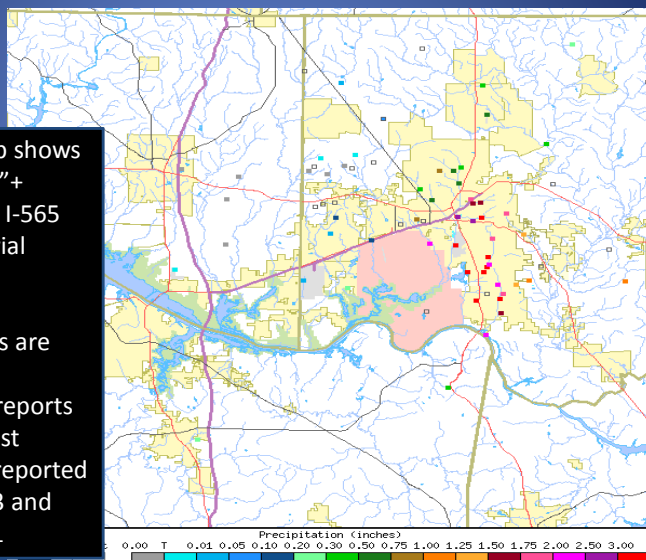 shows
"+
I-565
rial
s are
reports
st
reported
and
Precipitation (inches)
0.00 T 0.01 0.05 0.10 0.20 0.30 0.50 0.75 1.00 1.25 1.50 1.75 2.00 2.50 3.00